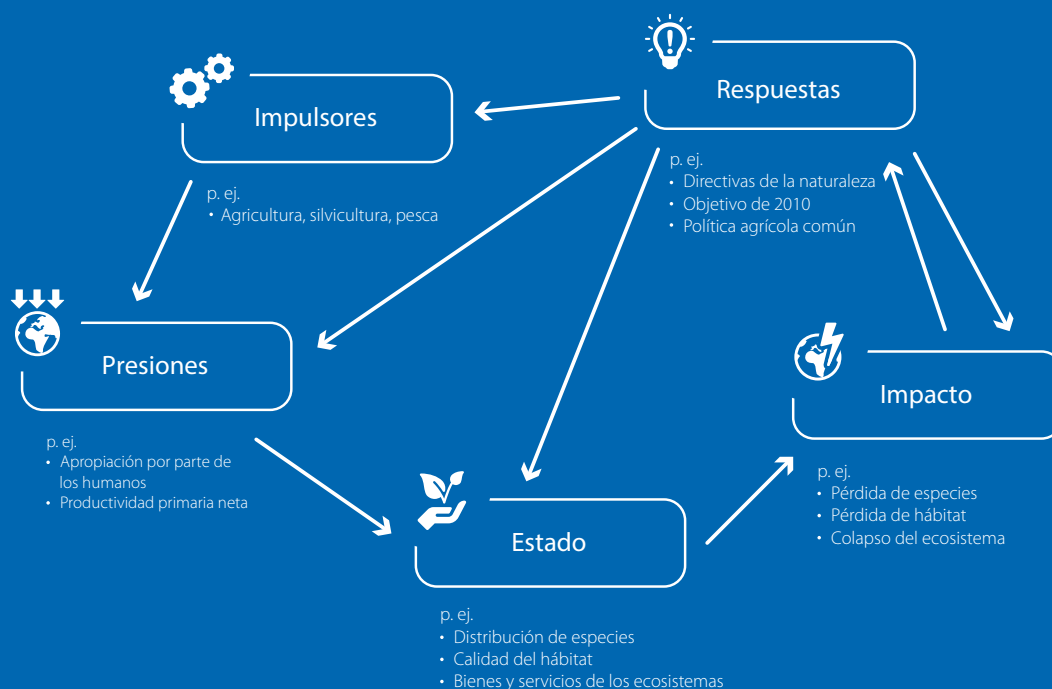 Respuestas
p. ej.
• Directivas de la naturaleza
• Objetivo de 2010
• Política agrícola común
Impulsores
p. ej.
• Agricultura, silvicultura, pesca
Presiones
p. ej.
• Apropiación por parte de
los humanos
• Productividad primaria neta
Impacto
p. ej.
• Pérdida de especies
• Pérdida de hábitat
• Colapso del ecosistema
Estado
p. ej.
• Distribución de especies
• Calidad del hábitat
• Bienes y servicios de los ecosistemas